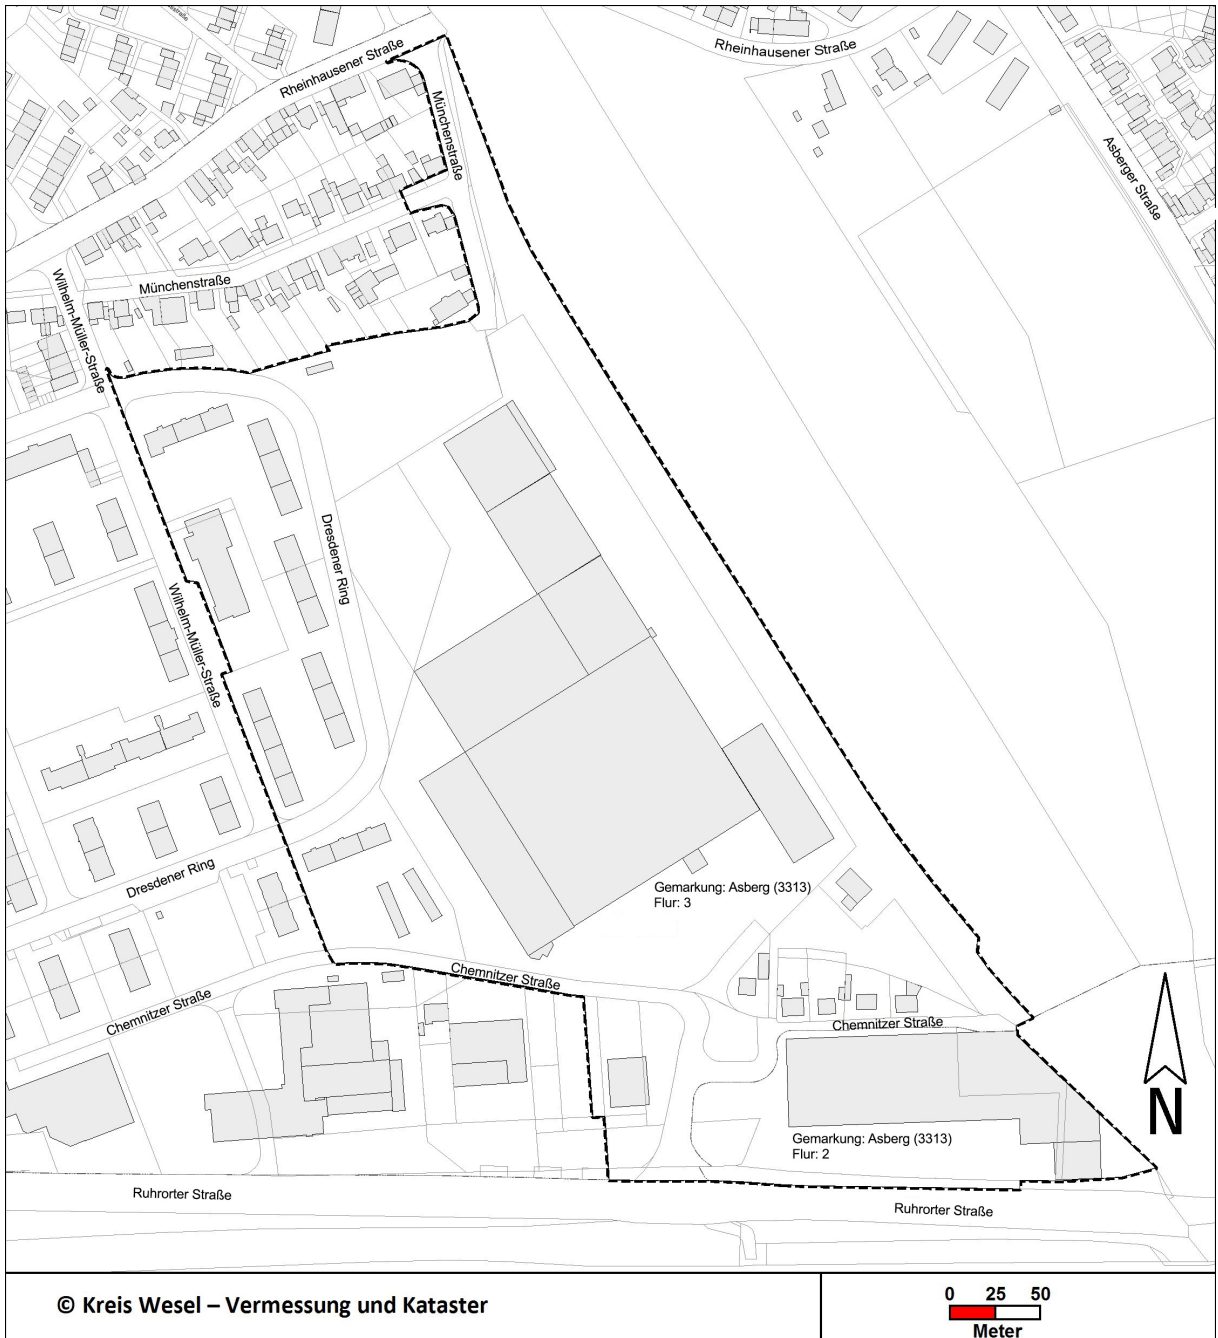 Rheinhausener Straße
Rheinhausener Straße
Münchenstraße
Asberger Straße
Münchenstraße
Wilhelm-Müller-Straße
Dresdener Ring
Wilhelm-Müller-Straße
Dresdener Ring
Gemarkung: Asberg (3313)
Flur: 3
Chemnitzer Straße
Chemnitzer Straße
Chemnitzer Straße
N
Gemarkung: Asberg (3313)
Flur: 2
Ruhrorter Straße
Ruhrorter Straße
© Kreis Wesel – Vermessung und Kataster
0 25 50
Meter